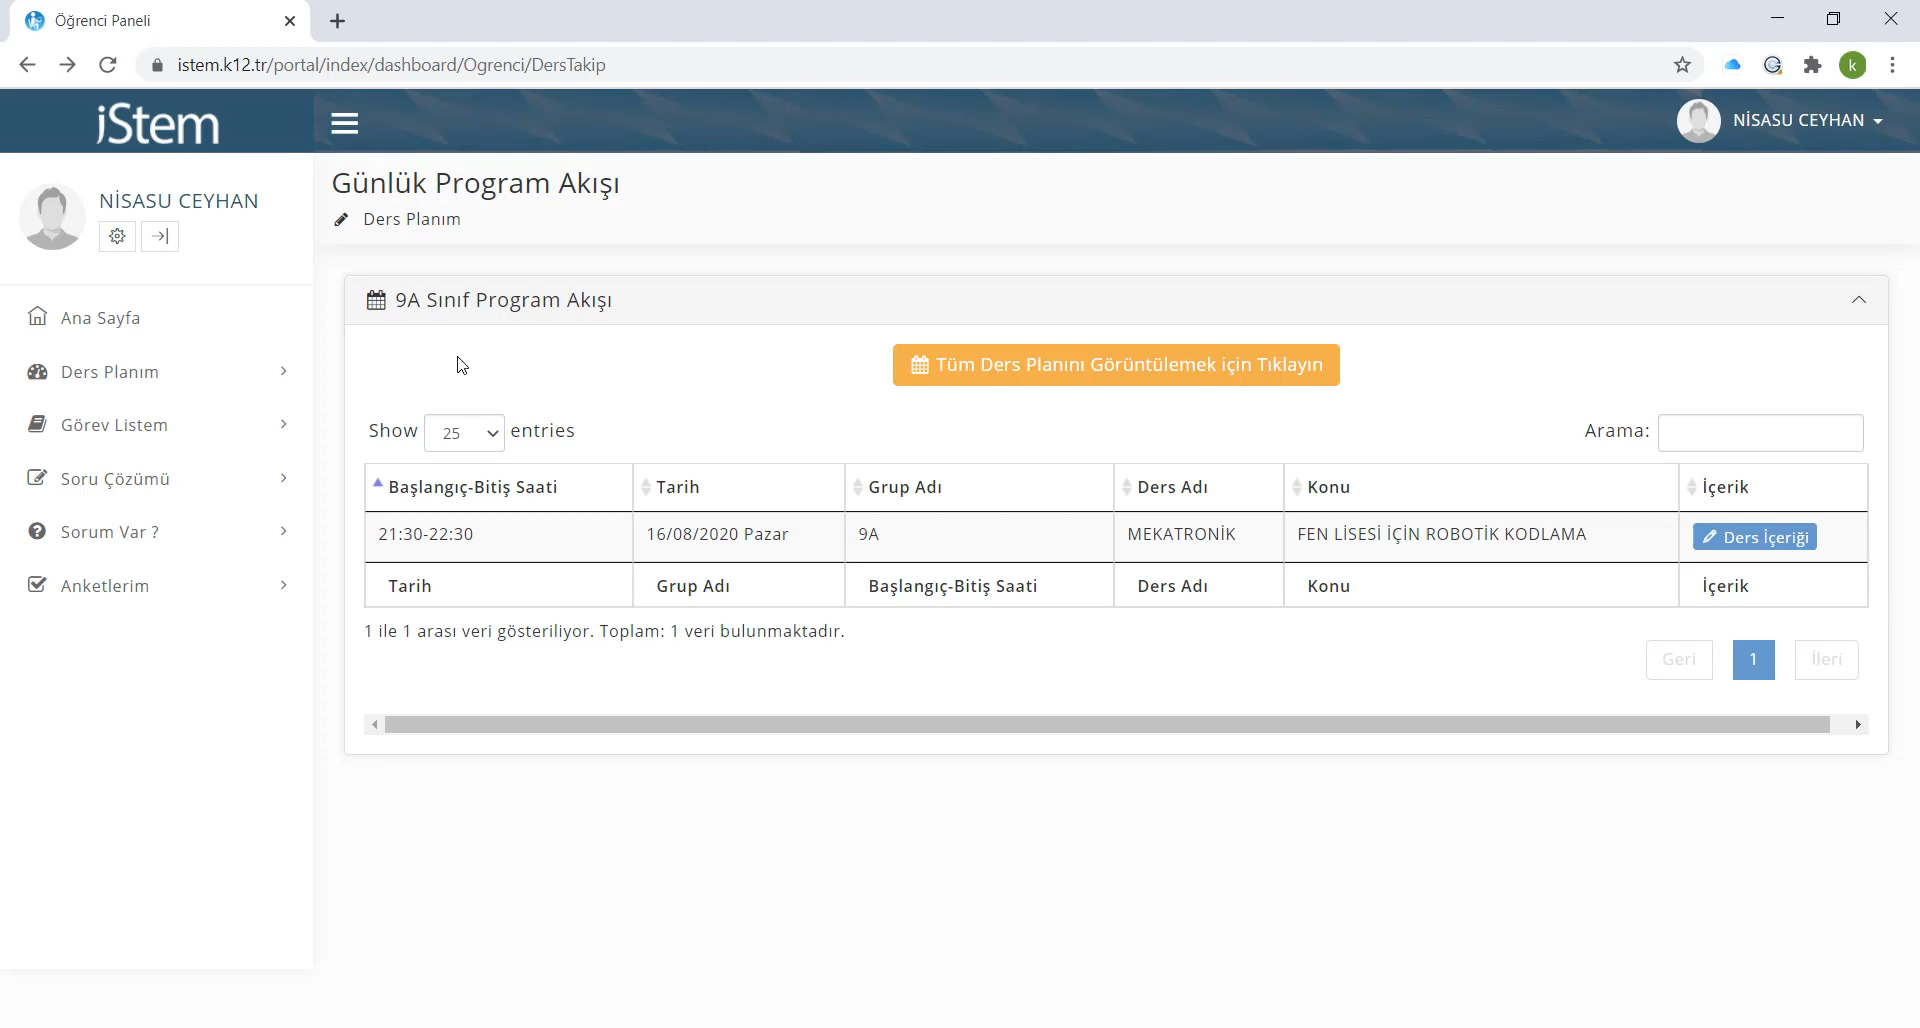 Öğrenci Paneli
istem.k12.tr/portal/index/dashboard/Ogrenci/DersTakip
k
iStem
NİSASU CEYHAN
NİSASU CEYHAN
Ana Sayfa
Ders Planım
Görev Listem
Soru Çözümü
Sorum Var ?
Anketlerim
Günlük Program Akışı
Ders Planım
9A Sınıf Program Akışı
Tüm Ders Planını Görüntülemek için Tıklayın
Show 25 entries
Arama:
Başlangıç-Bitiş Saati Tarih Grup Adı Ders Adı Konu İçerik
21:30-22:30 16/08/2020 Pazar 9A MEKATRONİK FEN LİSESİ İÇİN ROBOTİK KODLAMA Ders İçeriği
Tarih Grup Adı Başlangıç-Bitiş Saati Ders Adı Konu İçerik
1 ile 1 arası veri gösteriliyor. Toplam: 1 veri bulunmaktadır.
Geri 1 İleri